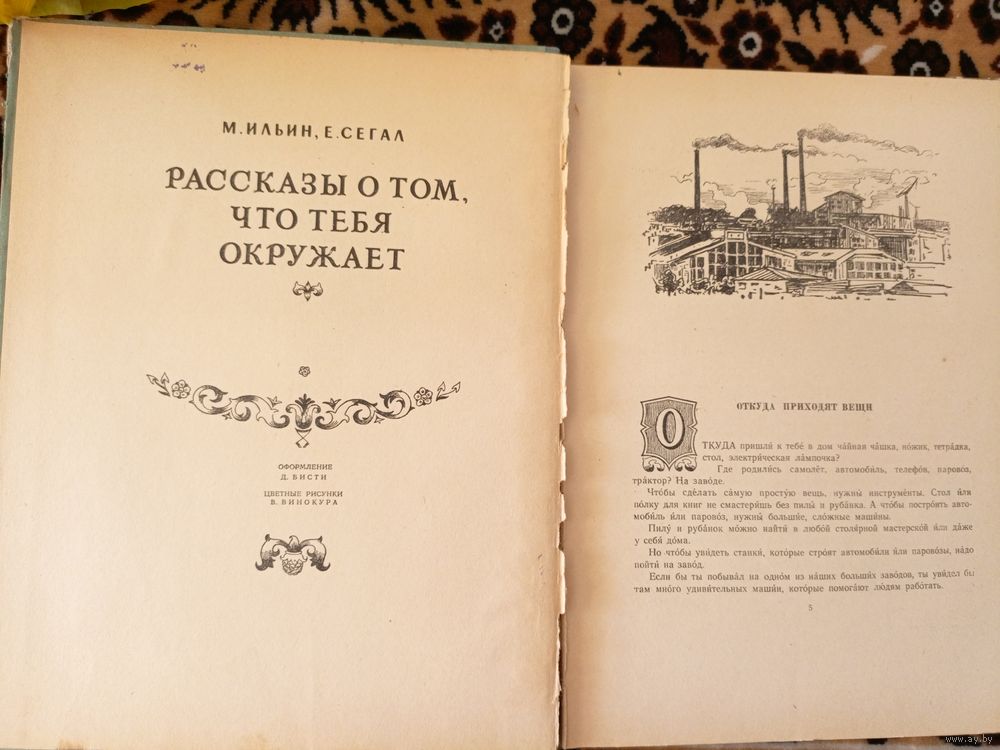 М. ИЛЬИН, Е. СЕГАЛ
РАССКАЗЫ О ТОМ,
ЧТО ТЕБЯ
ОКРУЖАЕТ
ОФОРМЛЕНИЕ
Д. БИСТИ
ЦВЕТНЫЕ РИСУНКИ
В. ВИНОКУРА
ОТКУДА ПРИХОДЯТ ВЕЩИ
ОТКУДА пришли́ к тебе́ в дом ча́йная ча́шка, но́жик, тетра́дка,
стол, электри́ческая ла́мпочка?
Где родили́сь самолёт, автомоби́ль, телефо́н, парово́з,
тра́ктор? На заво́де.
Что́бы сде́лать са́мую просту́ю вещь, нужны́ инструме́нты. Стол и́ли
по́лку для книг не смастери́шь без пилы́ и руба́нка. А что́бы постро́ить авто-
моби́ль и́ли парово́з, нужны́ больши́е, сло́жные маши́ны.
Пилу́ и руба́нок мо́жно найти́ в любо́й столя́рной мастерско́й и́ли да́же
у себя́ до́ма.
Но что́бы уви́деть станки́, кото́рые стро́ят автомоби́ли и́ли парово́зы, на́до
пойти́ на заво́д.
Е́сли бы ты побыва́л на одно́м из на́ших больши́х заво́дов, ты уви́дел бы
там мно́го удиви́тельных маши́н, кото́рые помога́ют лю́дям рабо́тать.
5
www.ay.by